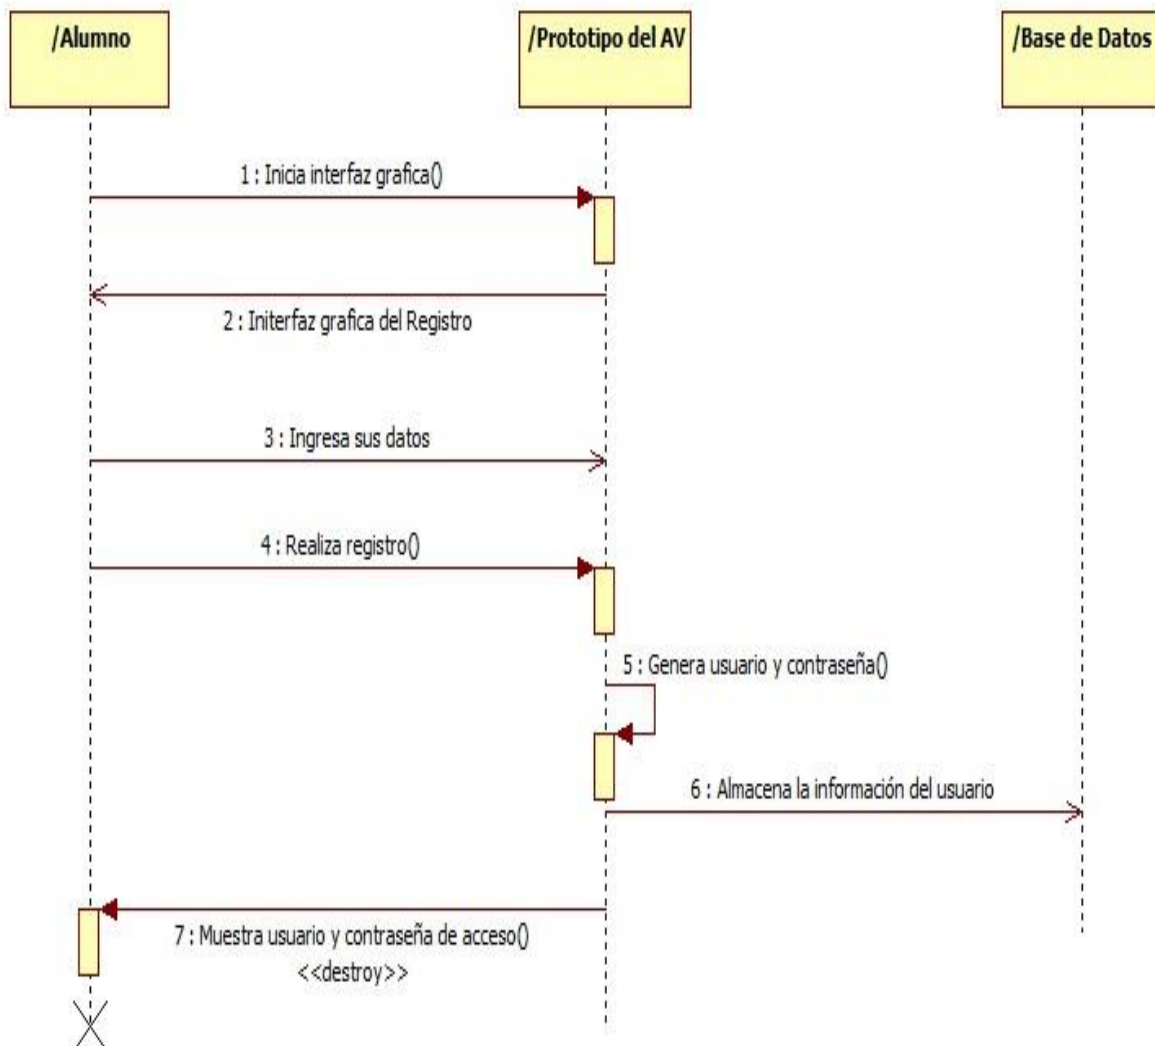 /Alumno
/Prototipo del AV
/Base de Datos
1 : Inicia interfaz grafica()
2 : Initerfaz grafica del Registro
3 : Ingresa sus datos
4 : Realiza registro()
5 : Genera usuario y contraseña()
6 : Almacena la información del usuario
7 : Muestra usuario y contraseña de acceso()
<<destroy>>